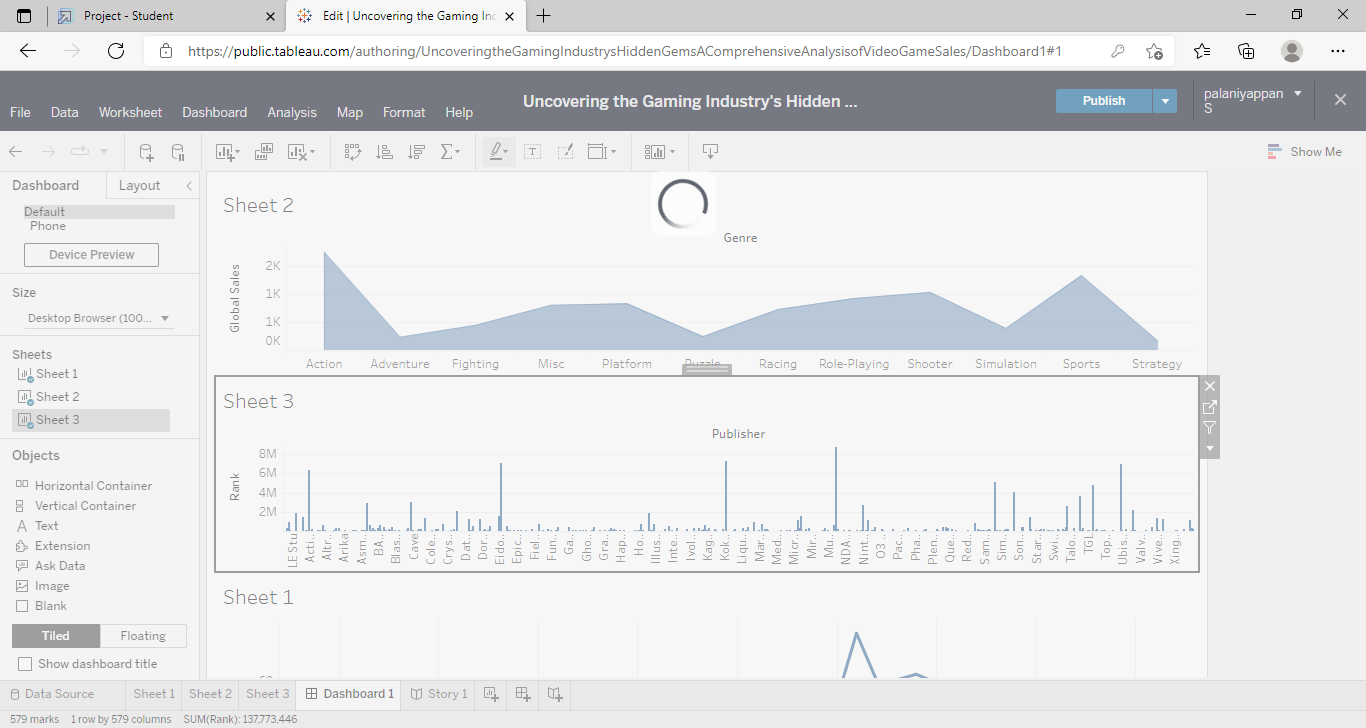 Project - Student
Edit | Uncovering the Gaming Inc
https://public.tableau.com/authoring/UncoveringtheGamingIndustrysHiddenGemsAComprehensiveAnalysisofVideoGameSales/Dashboard1#1
File Data Worksheet Dashboard Analysis Map Format Help
Uncovering the Gaming Industry's Hidden ...
Publish
palaniyappan
S
Show Me
Dashboard Layout
Default
Phone
Device Preview
Size
Desktop Browser (100...
Sheets
Sheet 1
Sheet 2
Sheet 3
Objects
Horizontal Container
Vertical Container
Text
Extension
Ask Data
Image
Blank
Tiled Floating
Show dashboard title
Sheet 2
Genre
Global Sales
2K
1K
1K
0K
Action Adventure Fighting Misc Platform Puzzle Racing Role-Playing Shooter Simulation Sports Strategy
Sheet 3
Publisher
Rank
8M
6M
4M
2M
LEStu Acti.. Altr.. Arika Asm.. BA.. Blas.. Cave Cole.. Crys.. Dat.. Dor.. Eido.. Epic.. Fiel.. Fun.. Ga.. Gho.. Gra.. Hap.. Ho.. Illus.. Inte.. Ivol.. Kag.. Kok.. Liqu.. Mar.. Med.. Micr.. Mir.. Mu.. NDA.. Nint.. O3 .. Pac.. Pha.. Plen.. Que.. Red.. Sam.. Sim.. Son.. Star.. Swi.. Talo.. TGL Top.. Ubis.. Valv.. Vive.. Xing..
Sheet 1
Data Source Sheet 1 Sheet 2 Sheet 3 Dashboard 1 Story 1
579 marks 1 row by 579 columns SUM(Rank): 137,773,446